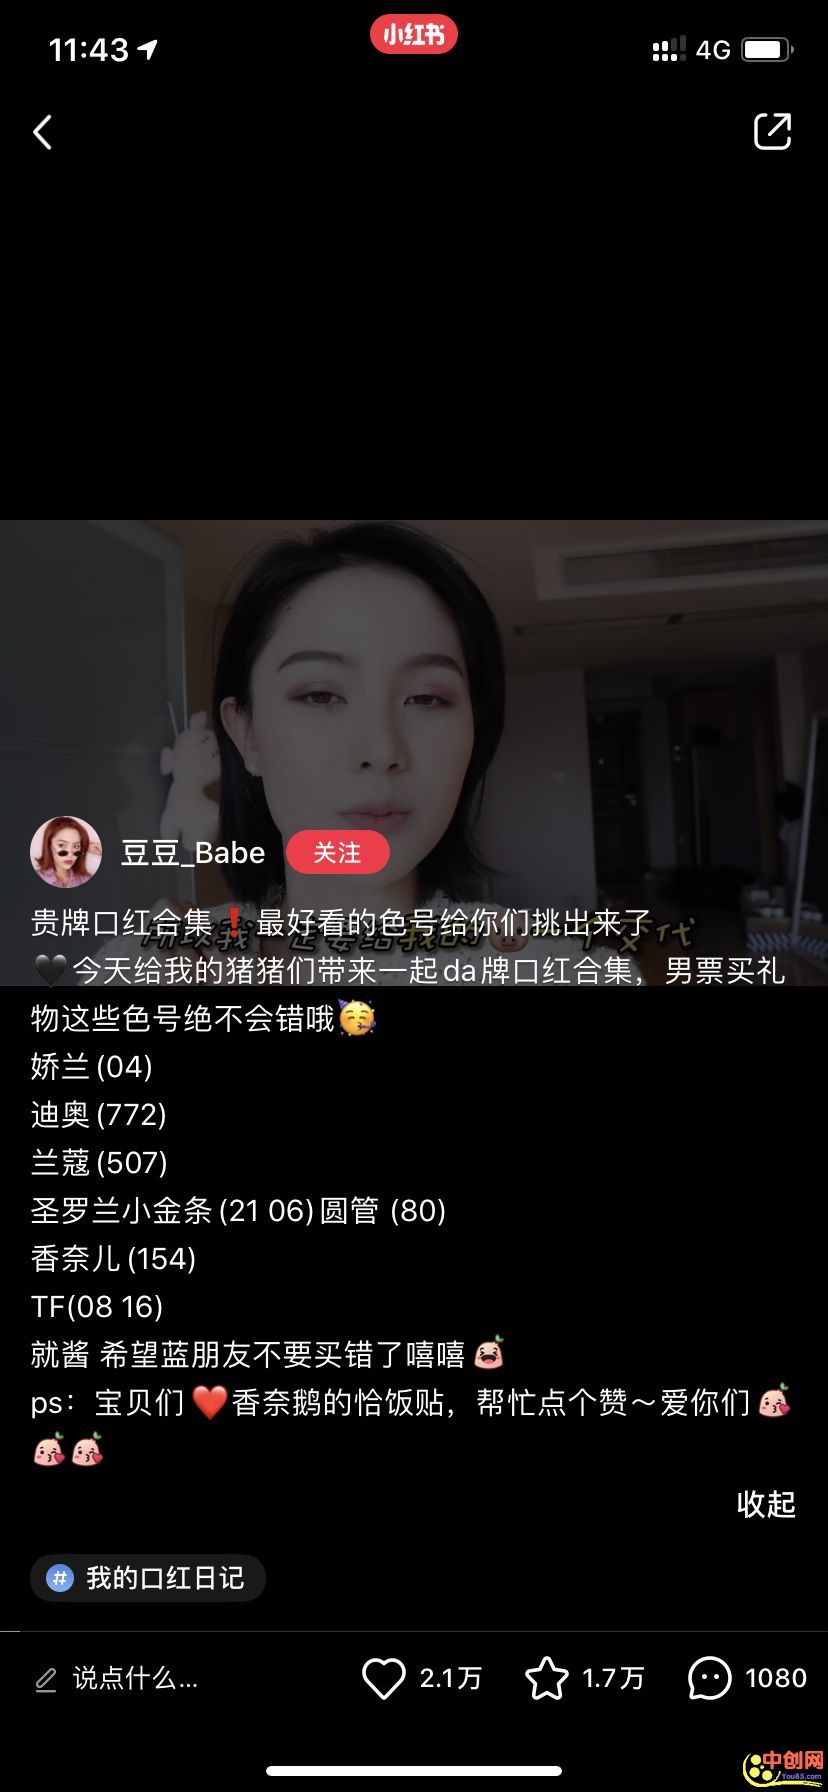 11:43
小红书
4G
豆豆_Babe
关注
贵牌口红合集❗最好看的色号给你们挑出来了
🖤今天给我的猪猪们带来一起da牌口红合集，男票买礼
物这些色号绝不会错哦🥳
娇兰(04)
迪奥(772)
兰蔻(507)
圣罗兰小金条(21 06)圆管 (80)
香奈儿(154)
TF(08 16)
就酱 希望蓝朋友不要买错了嘻嘻
ps：宝贝们❤️香奈鹅的恰饭贴，帮忙点个赞～爱你们
收起
# 我的口红日记
说点什么...
2.1万
1.7万
1080
中创网
You85.com